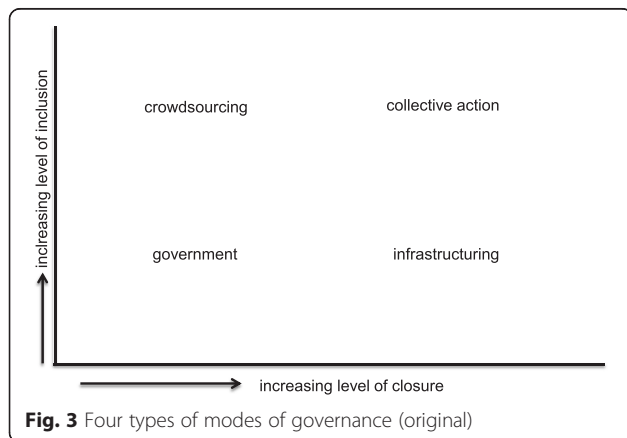 inclreasing level of inclusion
crowdsourcing collective action
government infrastructuring
increasing level of closure
Fig. 3 Four types of modes of governance (original)